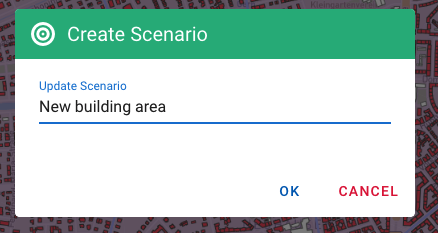 Create Scenario
Update Scenario
New building area
OK
CANCEL